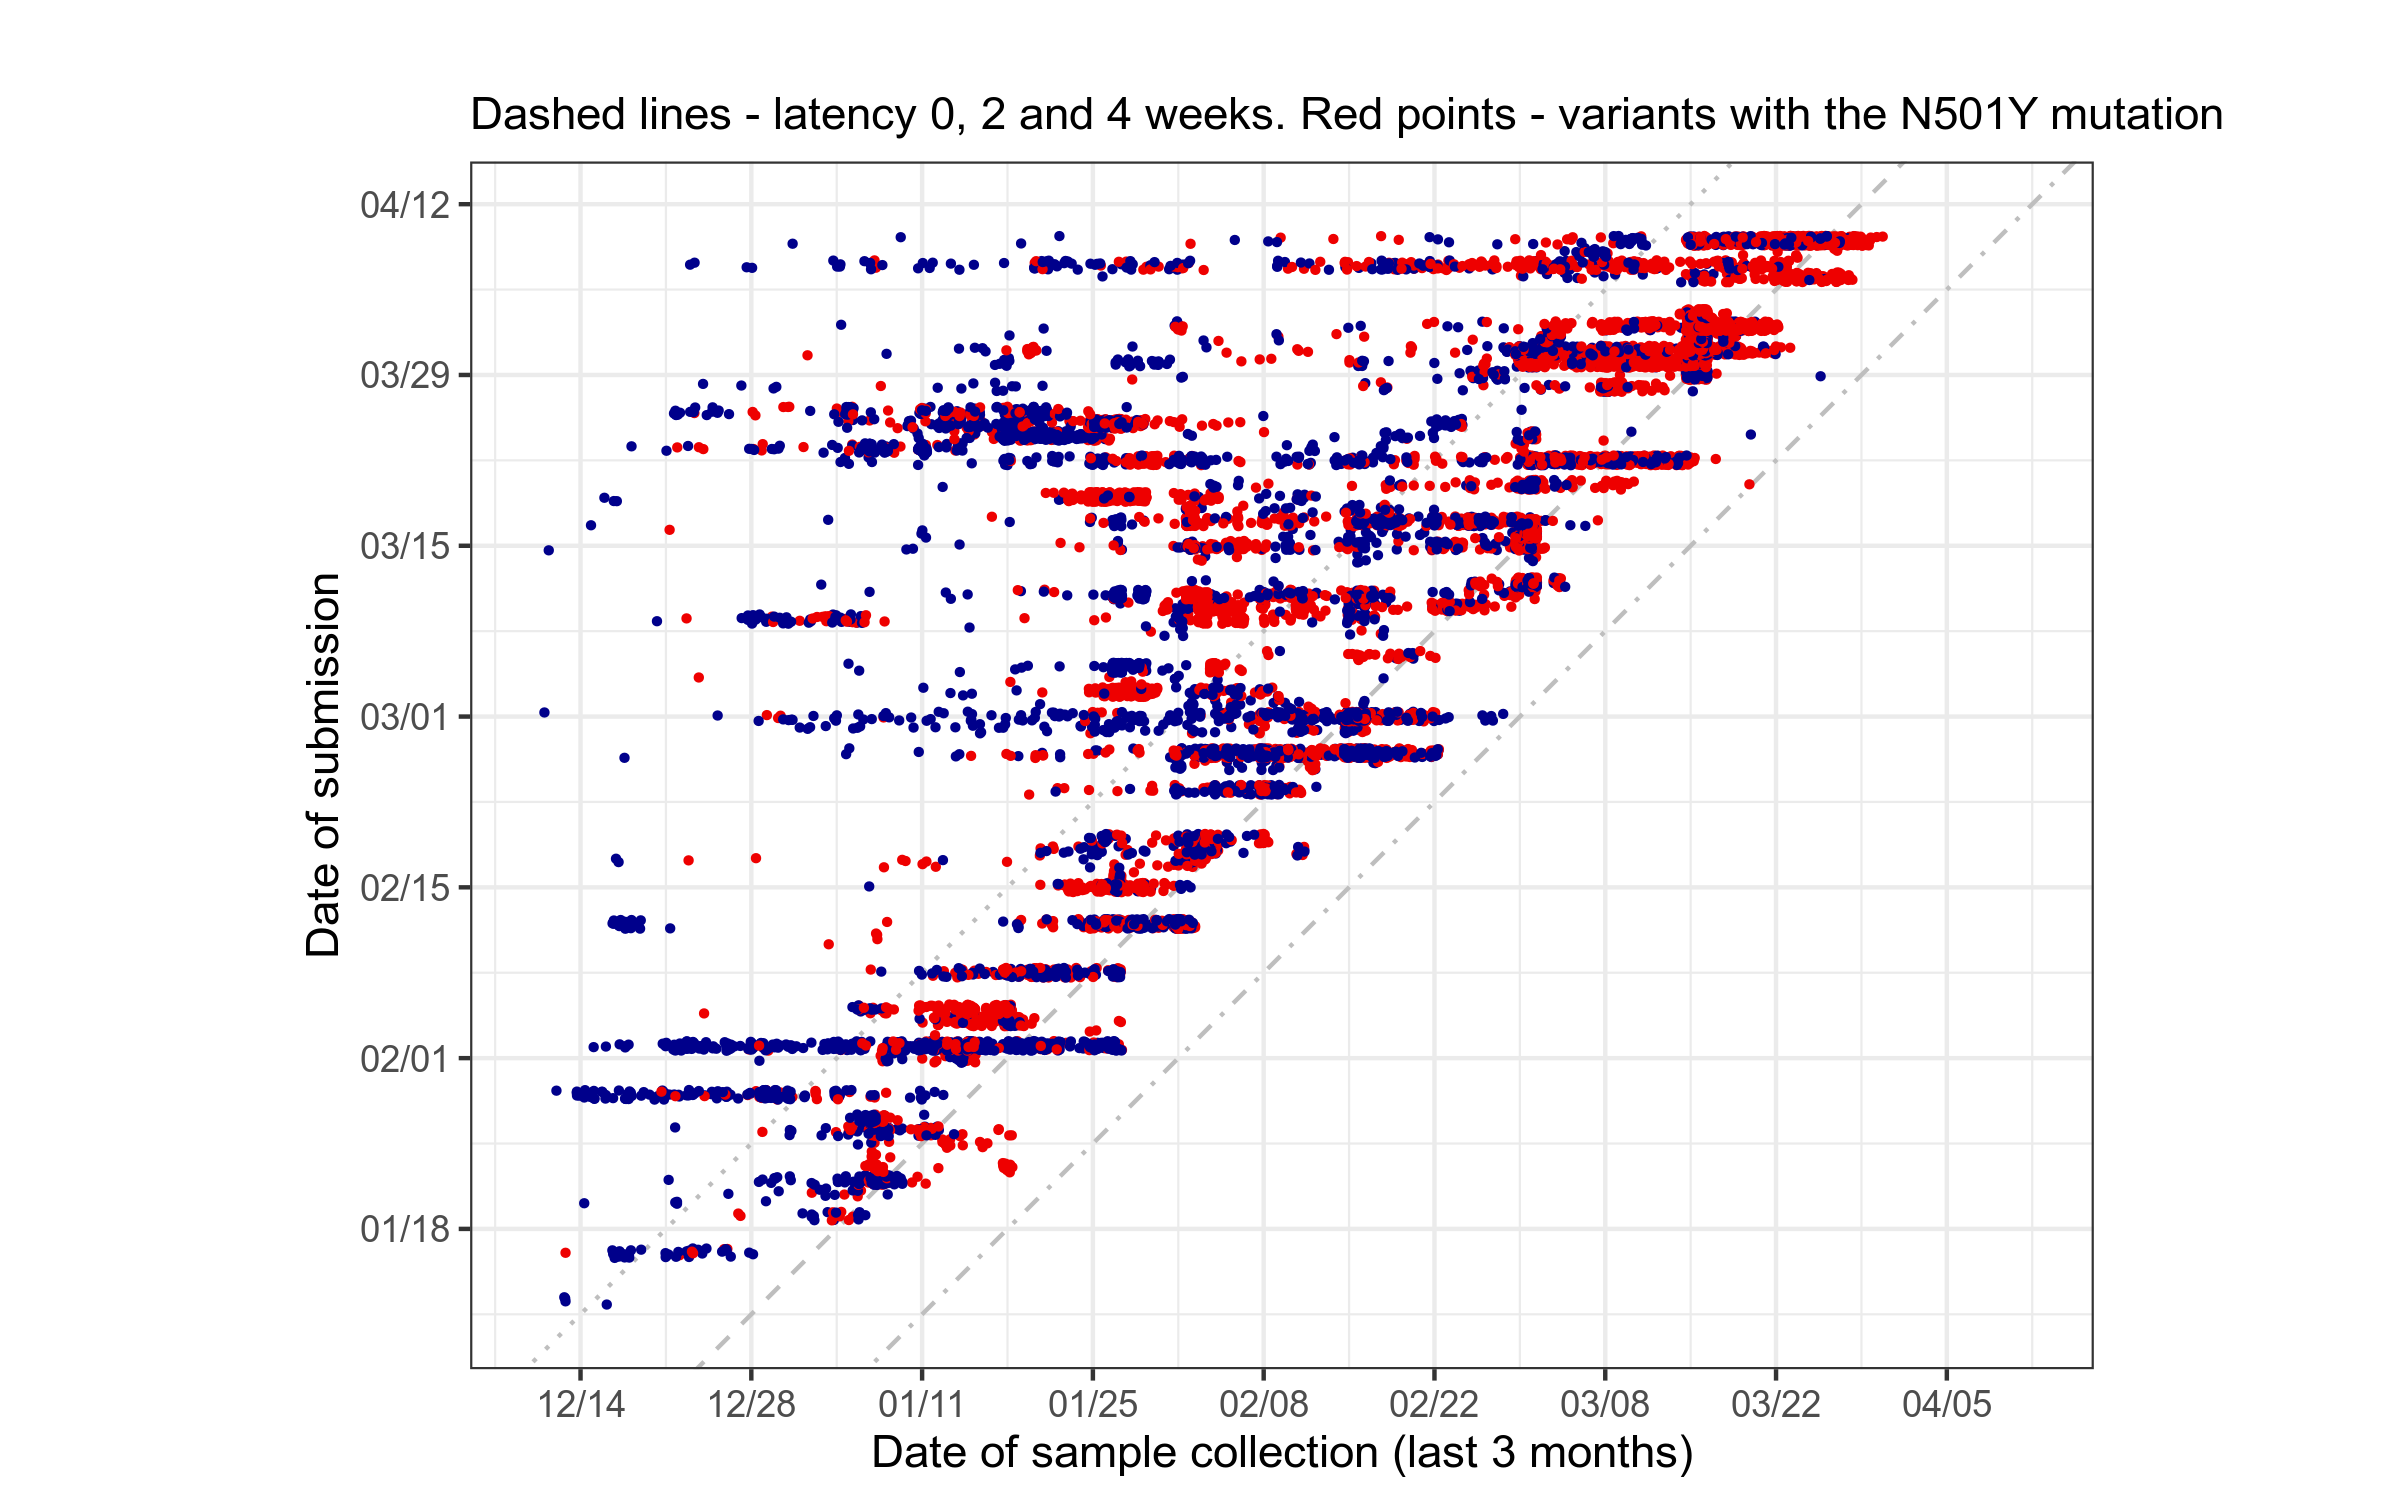 Dashed lines - latency 0, 2 and 4 weeks. Red points - variants with the N501Y mutation
04/12
03/29
03/15
03/01
02/15
02/01
01/18
Date of submission
12/14 12/28 01/11 01/25 02/08 02/22 03/08 03/22 04/05
Date of sample collection (last 3 months)